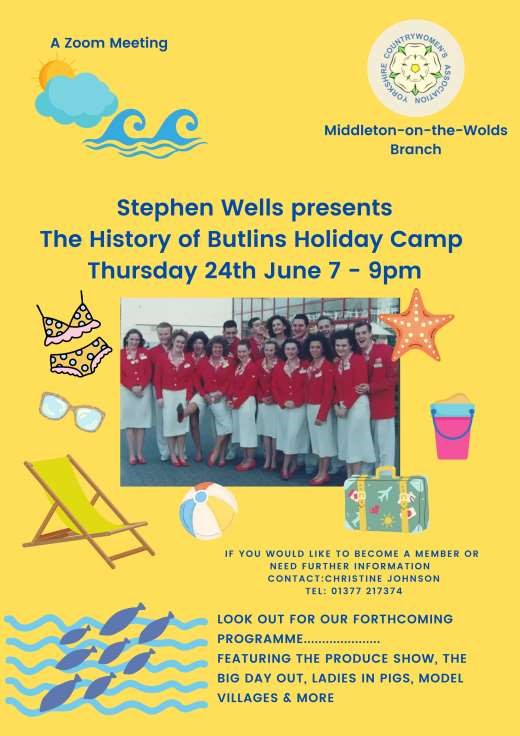 A Zoom Meeting
YORKSHIRE COUNTRYWOMEN'S ASSOCIATION
Middleton-on-the-Wolds
Branch
Stephen Wells presents
The History of Butlins Holiday Camp
Thursday 24th June 7 - 9pm
IF YOU WOULD LIKE TO BECOME A MEMBER OR
NEED FURTHER INFORMATION
CONTACT:CHRISTINE JOHNSON
TEL: 01377 217374
LOOK OUT FOR OUR FORTHCOMING
PROGRAMME.....................
FEATURING THE PRODUCE SHOW, THE
BIG DAY OUT, LADIES IN PIGS, MODEL
VILLAGES & MORE